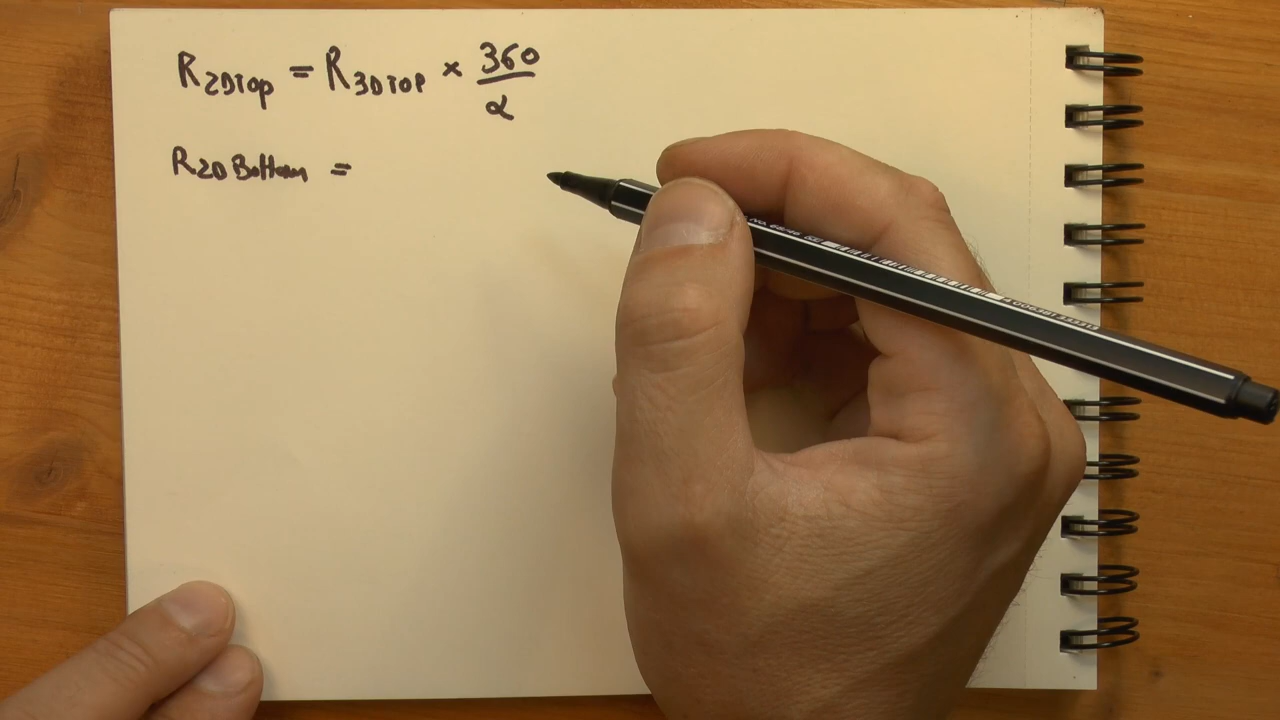 R2DTOP = R3DTOP × 360/α
R2DBottom =